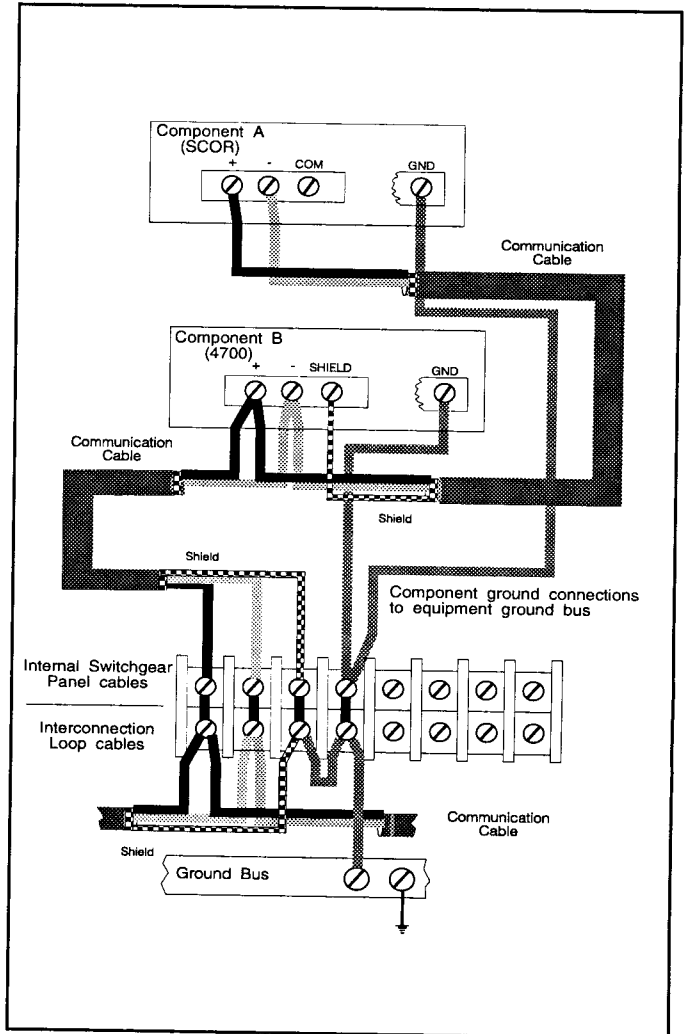 Component A
(SCOR)
+ - COM
GND
Communication
Cable
Component B
(4700)
+ - SHIELD
GND
Communication
Cable
Shield
Shield
Component ground connections
to equipment ground bus
Internal Switchgear
Panel cables
Interconnection
Loop cables
Communication
Cable
Shield
Ground Bus